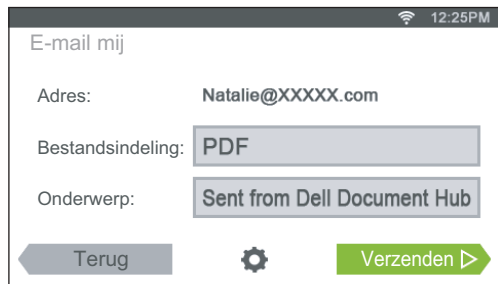 12:25PM
E-mail mij
Adres: Natalie@XXXXX.com
Bestandsindeling: PDF
Onderwerp: Sent from Dell Document Hub
Terug Verzenden